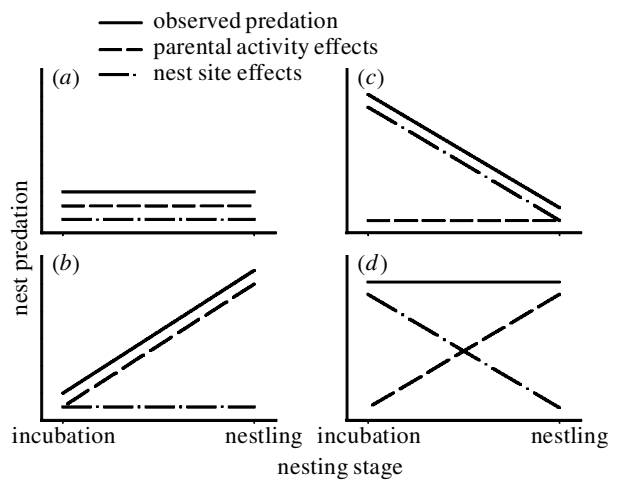 observed predation
parental activity effects
nest site effects
(a)
(c)
(b)
(d)
nest predation
incubation nestling incubation nestling
nesting stage